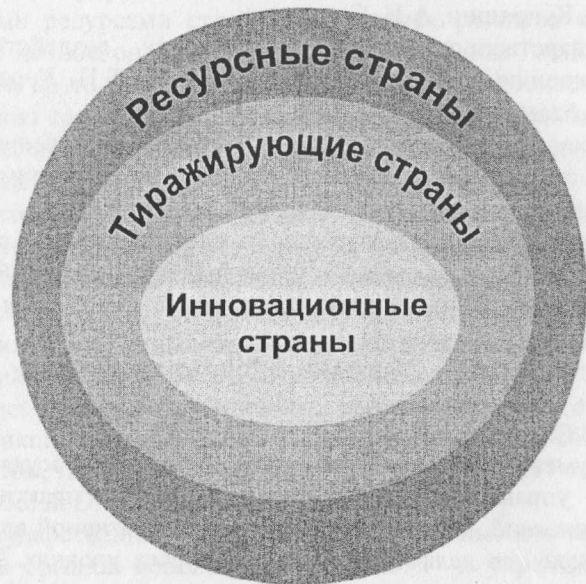 Ресурсные страны
Тиражирующие страны
Инновационные
страны